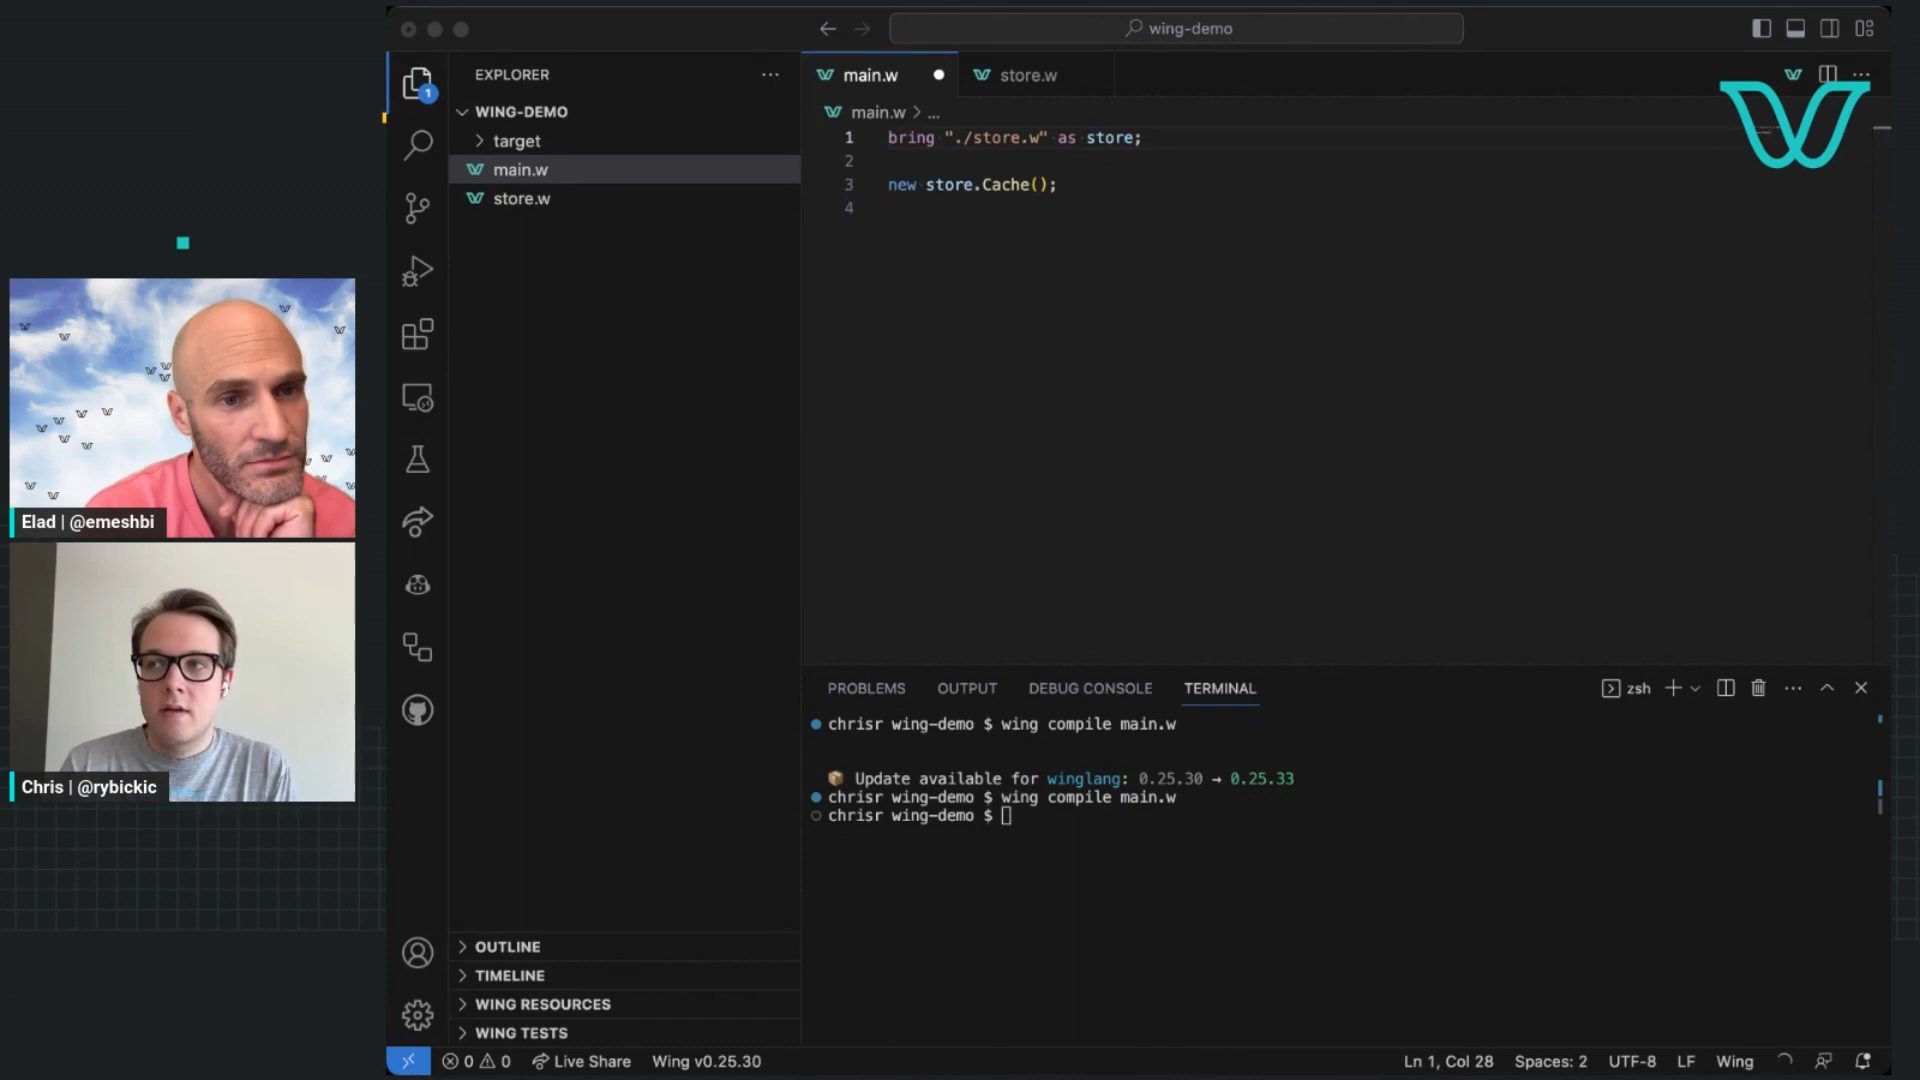 wing-demo
EXPLORER
WING-DEMO
target
main.w
store.w
main.w
store.w
main.w > ...
1 bring "./store.w" as store;
2
3 new store.Cache();
4
1
Elad | @emeshbi
Chris | @rybickic
PROBLEMS OUTPUT DEBUG CONSOLE TERMINAL
zsh
chrisr wing-demo $ wing compile main.w
Update available for winglang: 0.25.30 → 0.25.33
chrisr wing-demo $ wing compile main.w
chrisr wing-demo $
OUTLINE
TIMELINE
WING RESOURCES
WING TESTS
0 0 Live Share Wing v0.25.30
Ln 1, Col 28 Spaces: 2 UTF-8 LF Wing